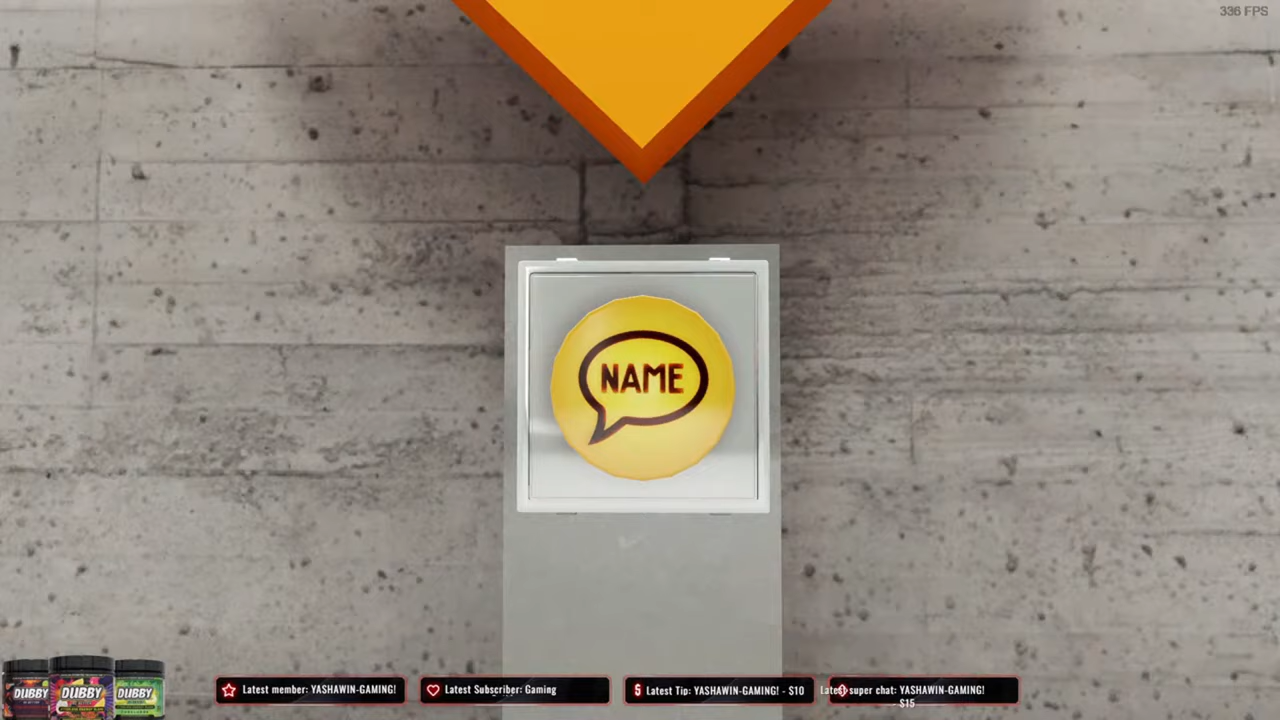 336 FPS
NAME
DUBBY DUBBY DUBBY
Latest member: YASHAWIN-GAMING!
Latest Subscriber: Gaming
$ Latest Tip: YASHAWIN-GAMING! - $10
Latest super chat: YASHAWIN-GAMING!
- $15